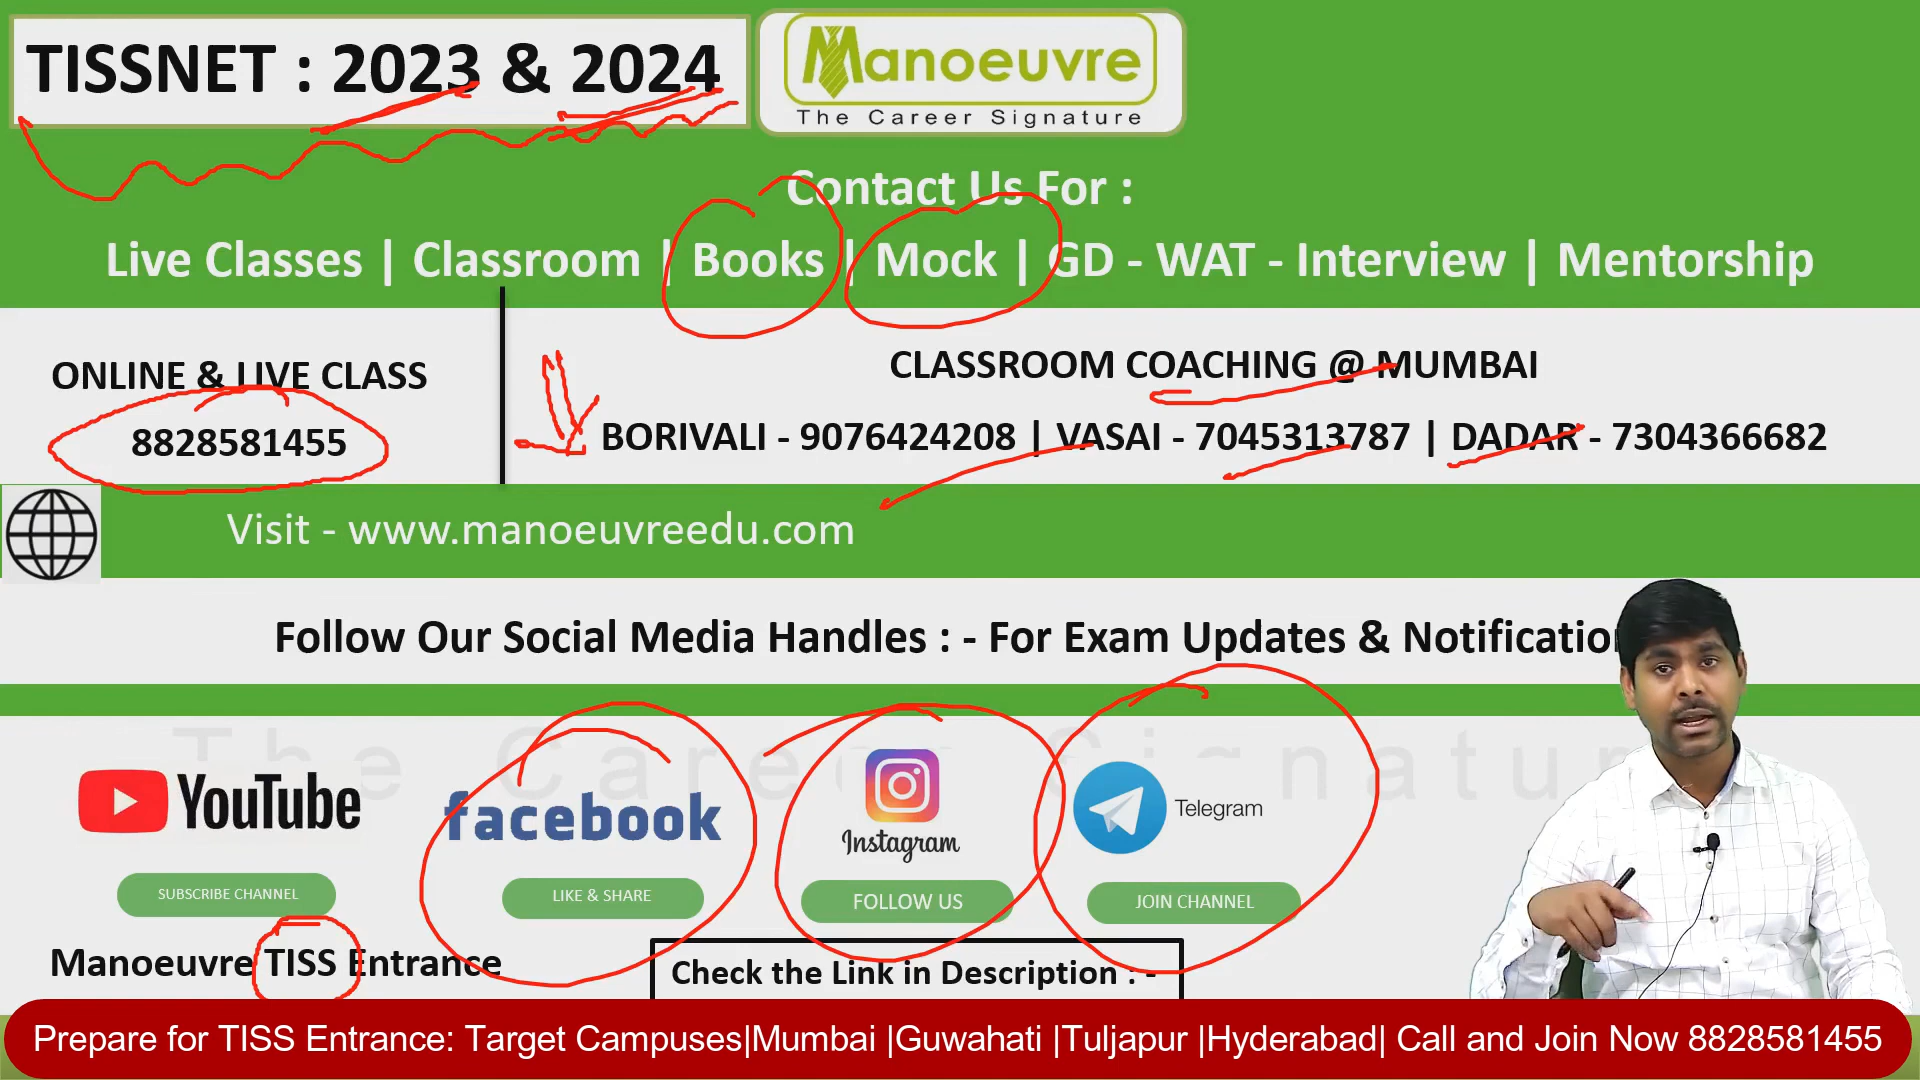 TISSNET : 2023 & 2024
Manoeuvre
The Career Signature
Contact Us For :
Live Classes | Classroom | Books | Mock | GD - WAT - Interview | Mentorship
ONLINE & LIVE CLASS
8828581455
CLASSROOM COACHING @ MUMBAI
BORIVALI - 9076424208 | VASAI - 7045313787 | DADAR - 7304366682
Visit - www.manoeuvreedu.com
Follow Our Social Media Handles : - For Exam Updates & Notification
The Career Signature
YouTube
SUBSCRIBE CHANNEL
facebook
LIKE & SHARE
Instagram
FOLLOW US
Telegram
JOIN CHANNEL
Manoeuvre TISS Entrance
Check the Link in Description : -
Prepare for TISS Entrance: Target Campuses|Mumbai |Guwahati |Tuljapur |Hyderabad| Call and Join Now 8828581455